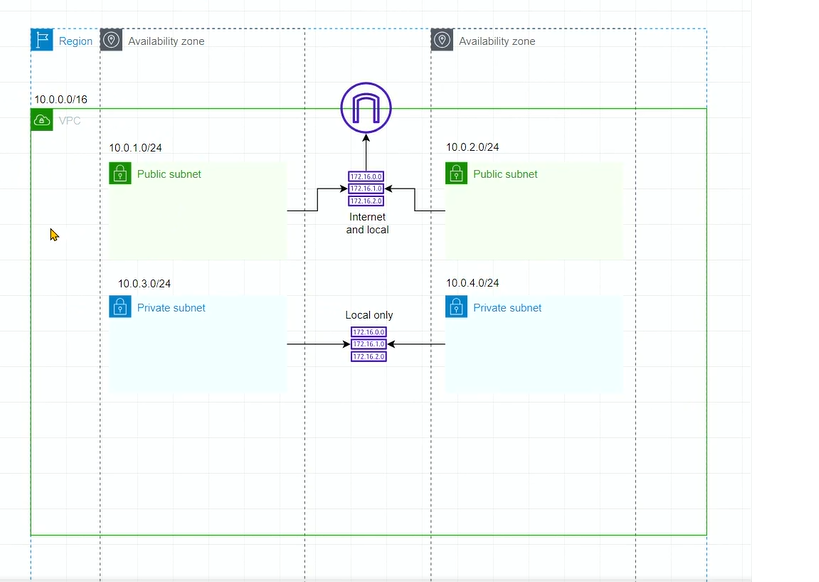 Region
Availability zone
Availability zone
10.0.0.0/16
VPC
10.0.1.0/24
10.0.2.0/24
Public subnet
172.16.0.0
172.16.1.0
172.16.2.0
Public subnet
Internet
and local
10.0.3.0/24
10.0.4.0/24
Private subnet
Local only
172.16.0.0
172.16.1.0
172.16.2.0
Private subnet